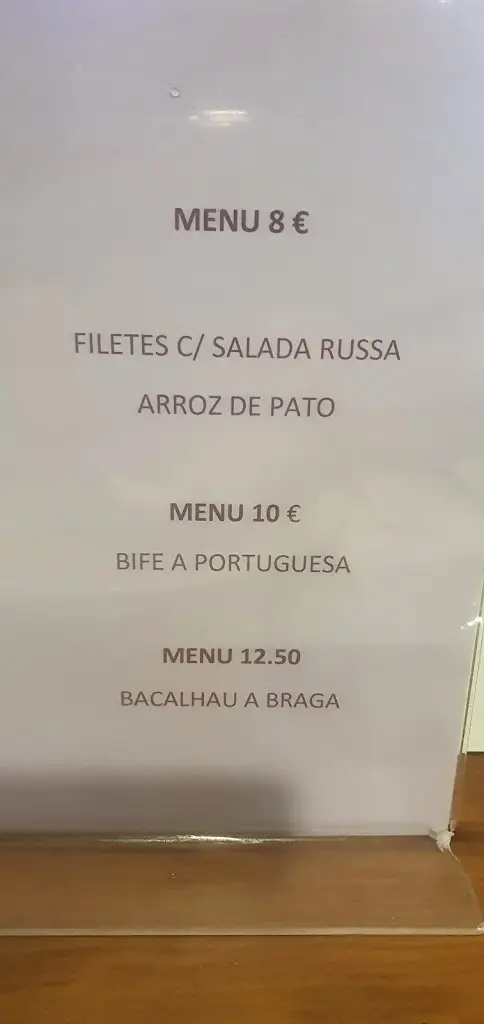 MENU 8 €
FILETES C/ SALADA RUSSA
ARROZ DE PATO
MENU 10 €
BIFE A PORTUGUESA
MENU 12.50
BACALHAU A BRAGA